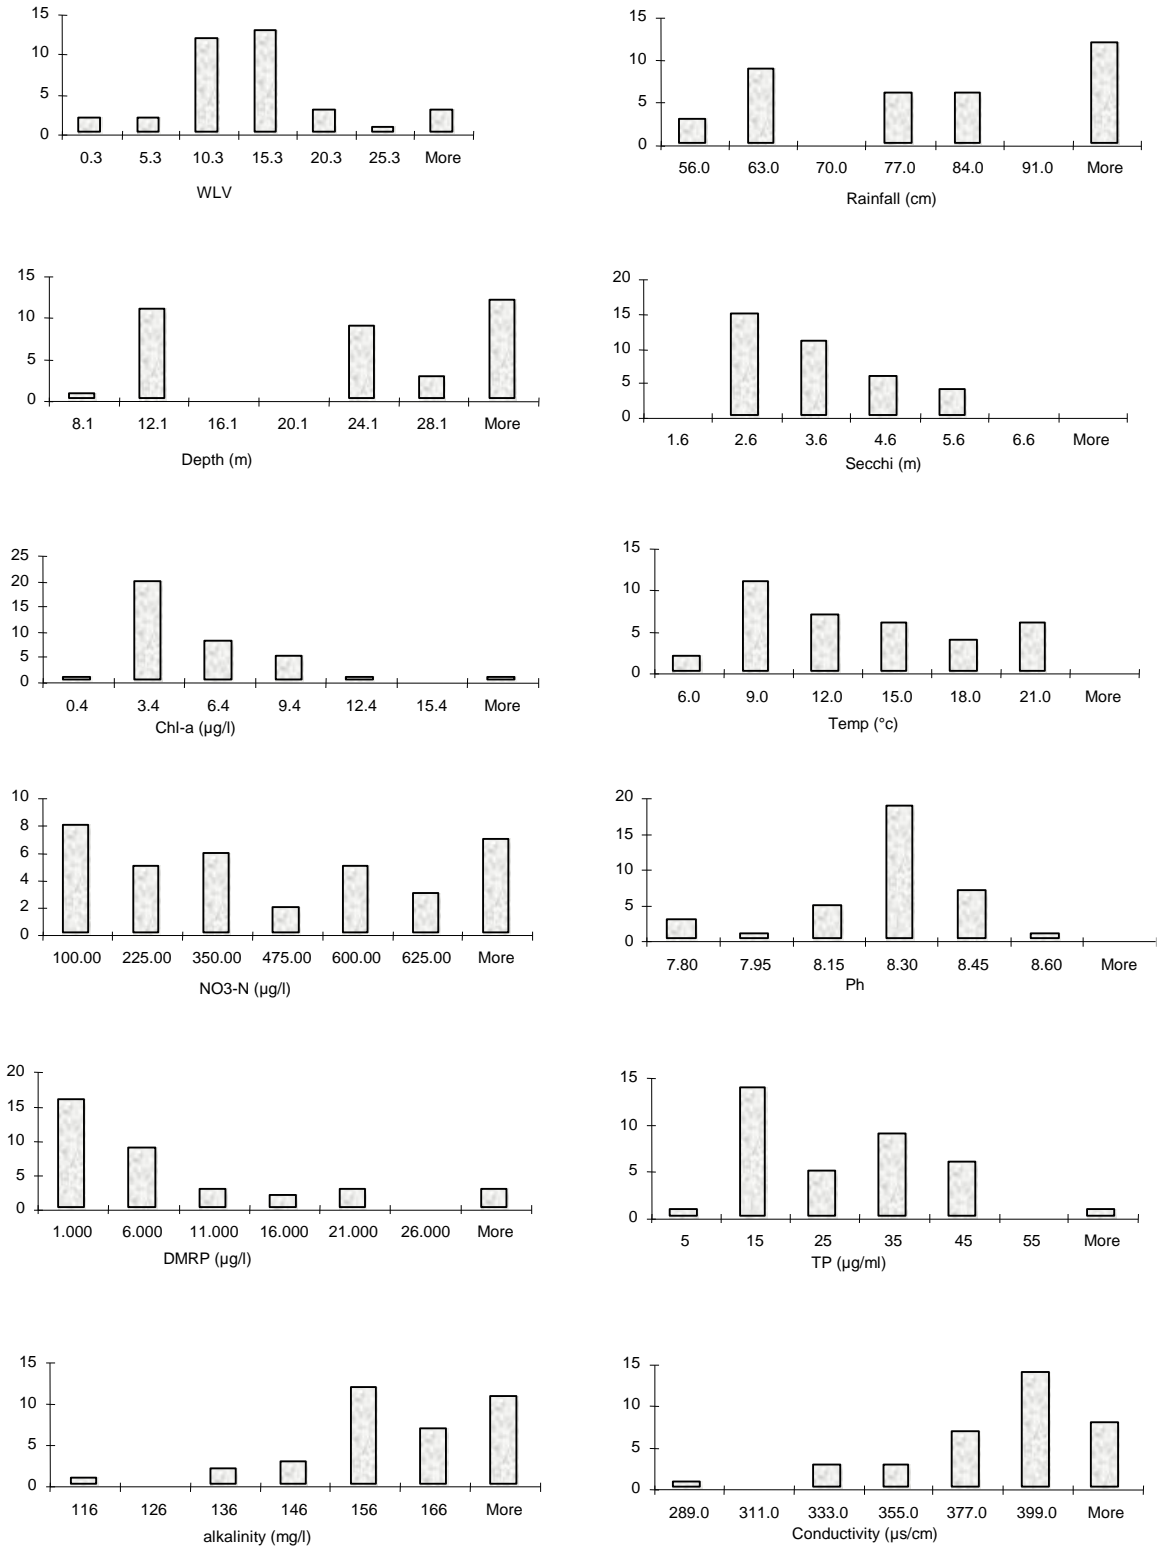 15
10
5
0
0.3 5.3 10.3 15.3 20.3 25.3 More
WLV
15
10
5
0
56.0 63.0 70.0 77.0 84.0 91.0 More
Rainfall (cm)
15
10
5
0
8.1 12.1 16.1 20.1 24.1 28.1 More
Depth (m)
20
15
10
5
0
1.6 2.6 3.6 4.6 5.6 6.6 More
Secchi (m)
25
20
15
10
5
0
0.4 3.4 6.4 9.4 12.4 15.4 More
Chl-a (µg/l)
15
10
5
0
6.0 9.0 12.0 15.0 18.0 21.0 More
Temp (°c)
10
8
6
4
2
0
100.00 225.00 350.00 475.00 600.00 625.00 More
NO3-N (µg/l)
20
15
10
5
0
7.80 7.95 8.15 8.30 8.45 8.60 More
Ph
20
15
10
5
0
1.000 6.000 11.000 16.000 21.000 26.000 More
DMRP (µg/l)
15
10
5
0
5 15 25 35 45 55 More
TP (µg/ml)
15
10
5
0
116 126 136 146 156 166 More
alkalinity (mg/l)
15
10
5
0
289.0 311.0 333.0 355.0 377.0 399.0 More
Conductivity (µs/cm)